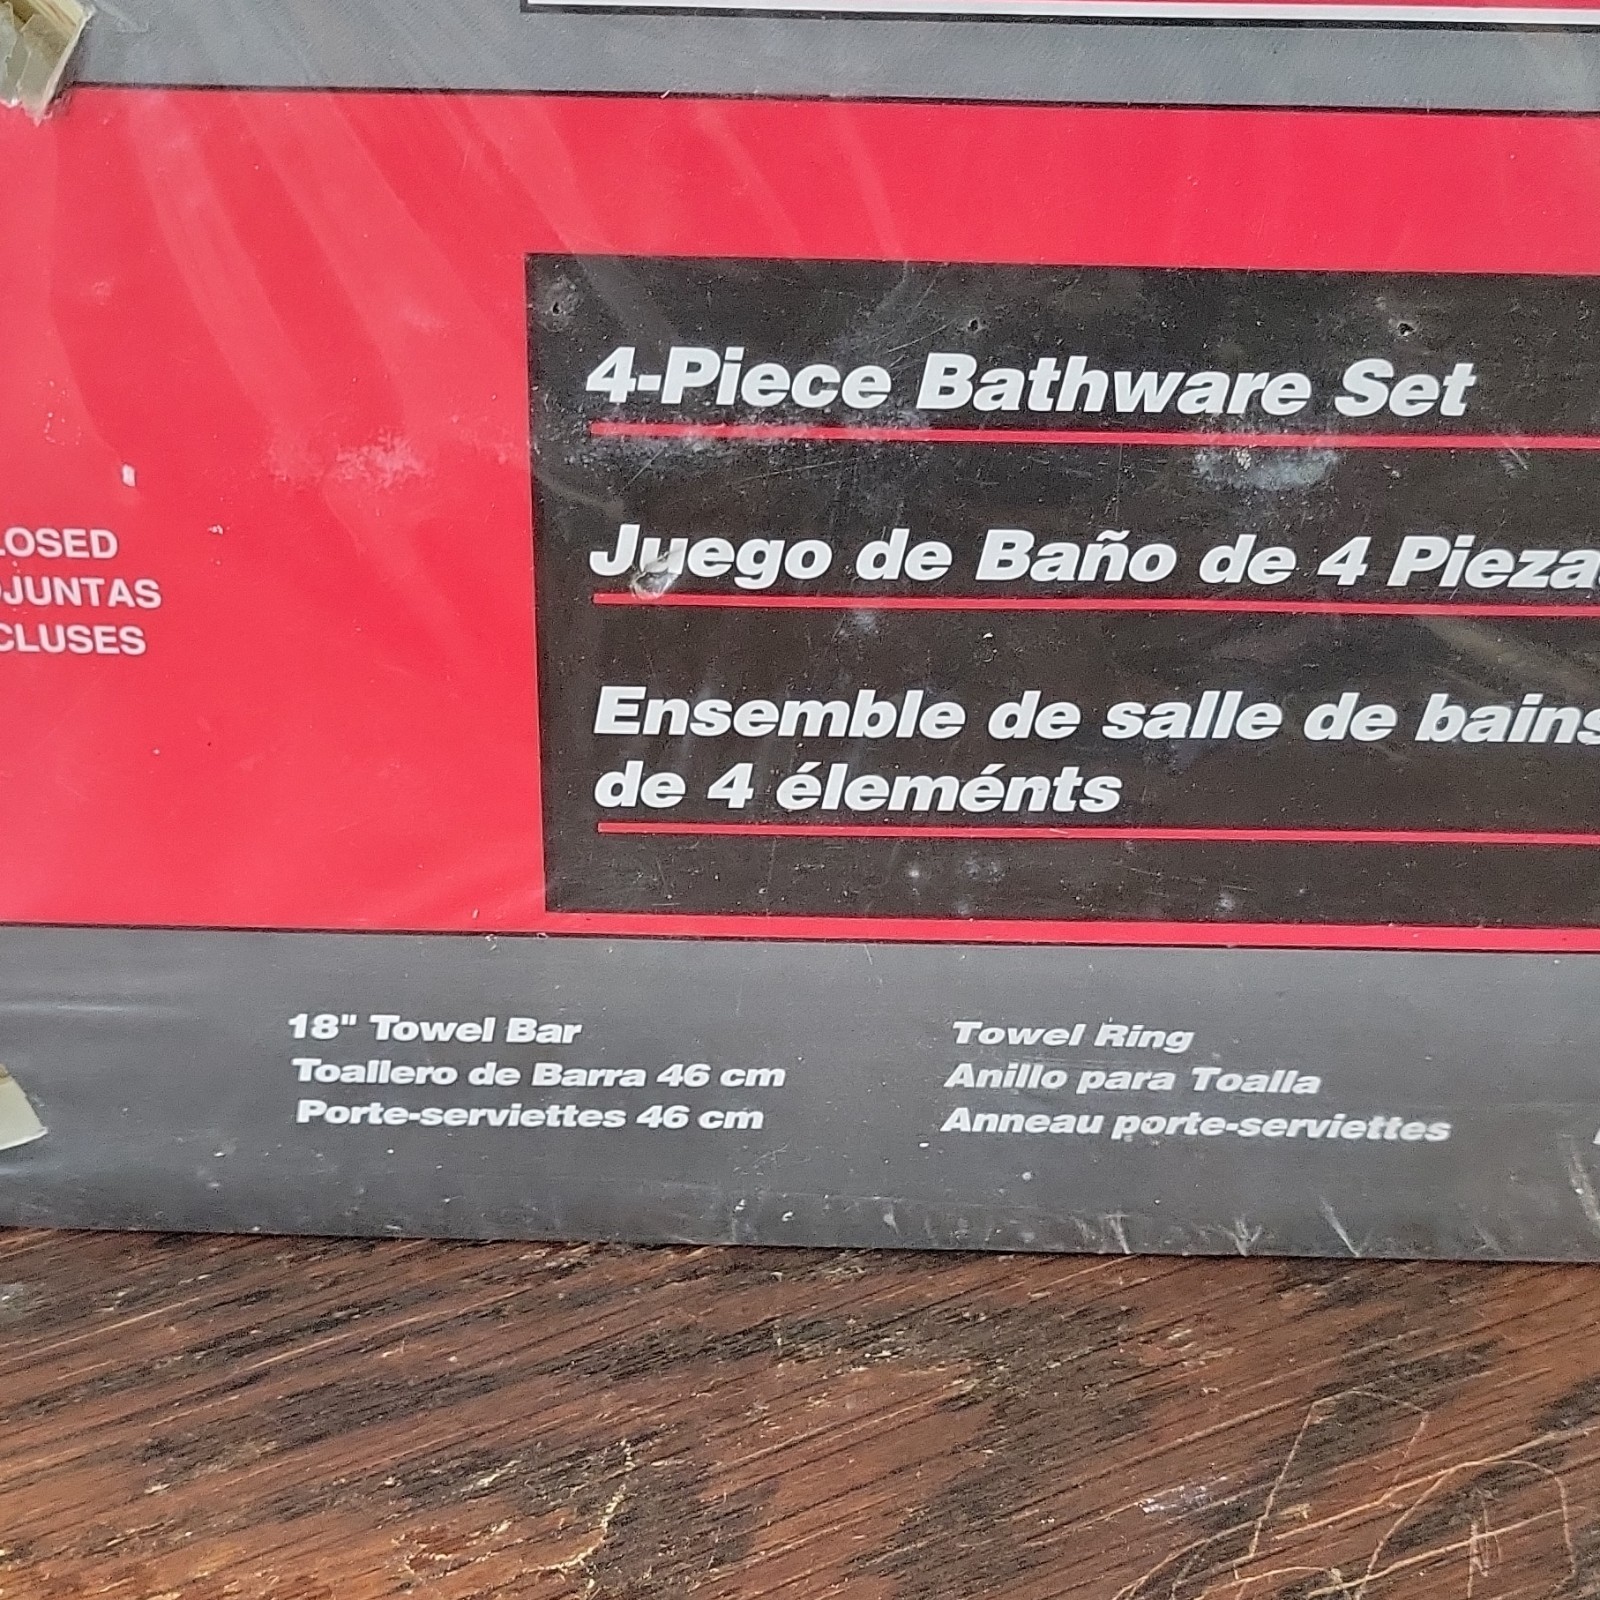 LOSED
JUNTAS
CLUSES
4-Piece Bathware Set
Juego de Baño de 4 Pieza
Ensemble de salle de bains
de 4 éleménts
18" Towel Bar
Toallero de Barra 46 cm
Porte-serviettes 46 cm
Towel Ring
Anillo para Toalla
Anneau porte-serviettes